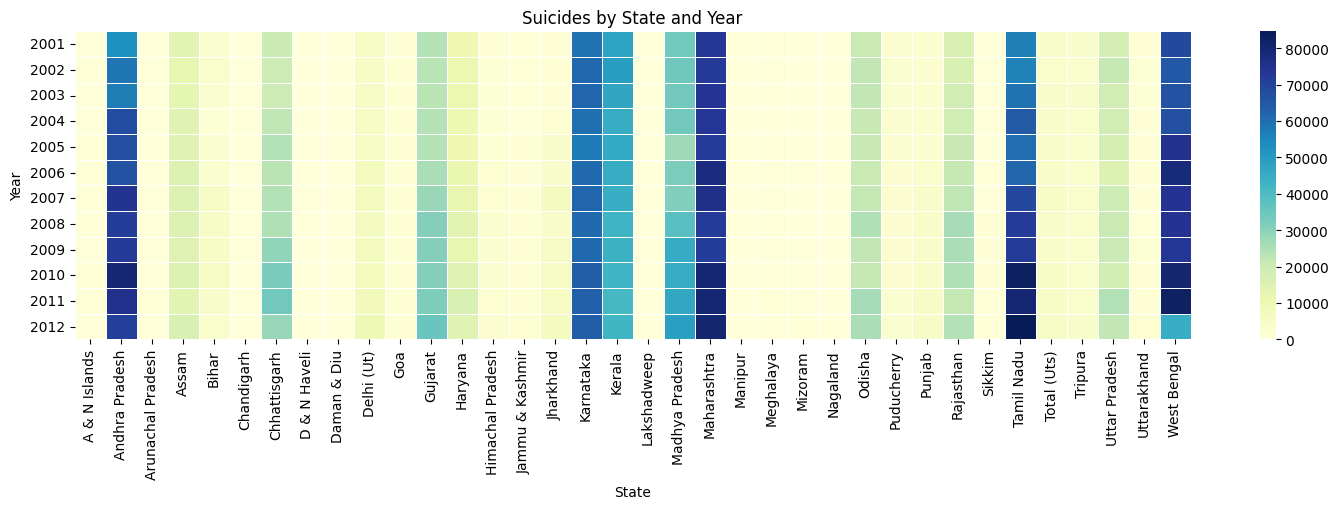 Suicides by State and Year
Year
2001
2002
2003
2004
2005
2006
2007
2008
2009
2010
2011
2012
80000
70000
60000
50000
40000
30000
20000
10000
0
A & N Islands
Andhra Pradesh
Arunachal Pradesh
Assam
Bihar
Chandigarh
Chhattisgarh
D & N Haveli
Daman & Diu
Delhi (Ut)
Goa
Gujarat
Haryana
Himachal Pradesh
Jammu & Kashmir
Jharkhand
Karnataka
Kerala
Lakshadweep
Madhya Pradesh
Maharashtra
Manipur
Meghalaya
Mizoram
Nagaland
Odisha
Puducherry
Punjab
Rajasthan
Sikkim
Tamil Nadu
Total (Uts)
Tripura
Uttar Pradesh
Uttarakhand
West Bengal
State